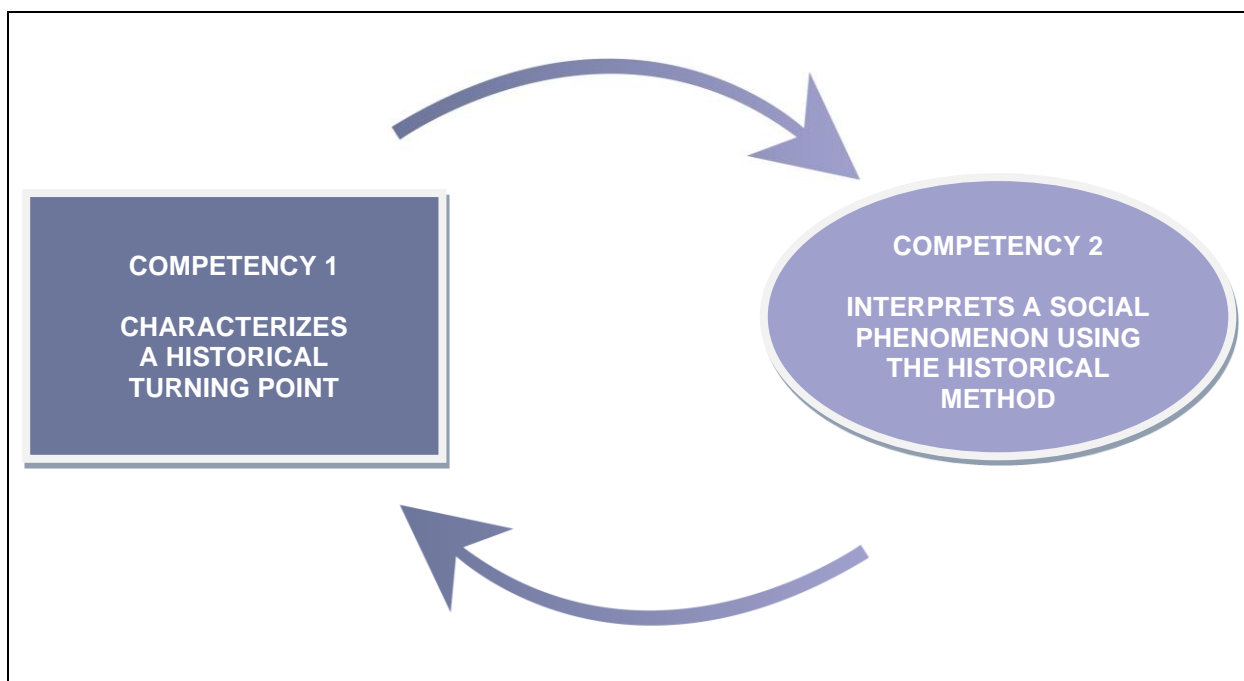 COMPETENCY 1
CHARACTERIZES
A HISTORICAL
TURNING POINT
COMPETENCY 2
INTERPRETS A SOCIAL
PHENOMENON USING
THE HISTORICAL
METHOD